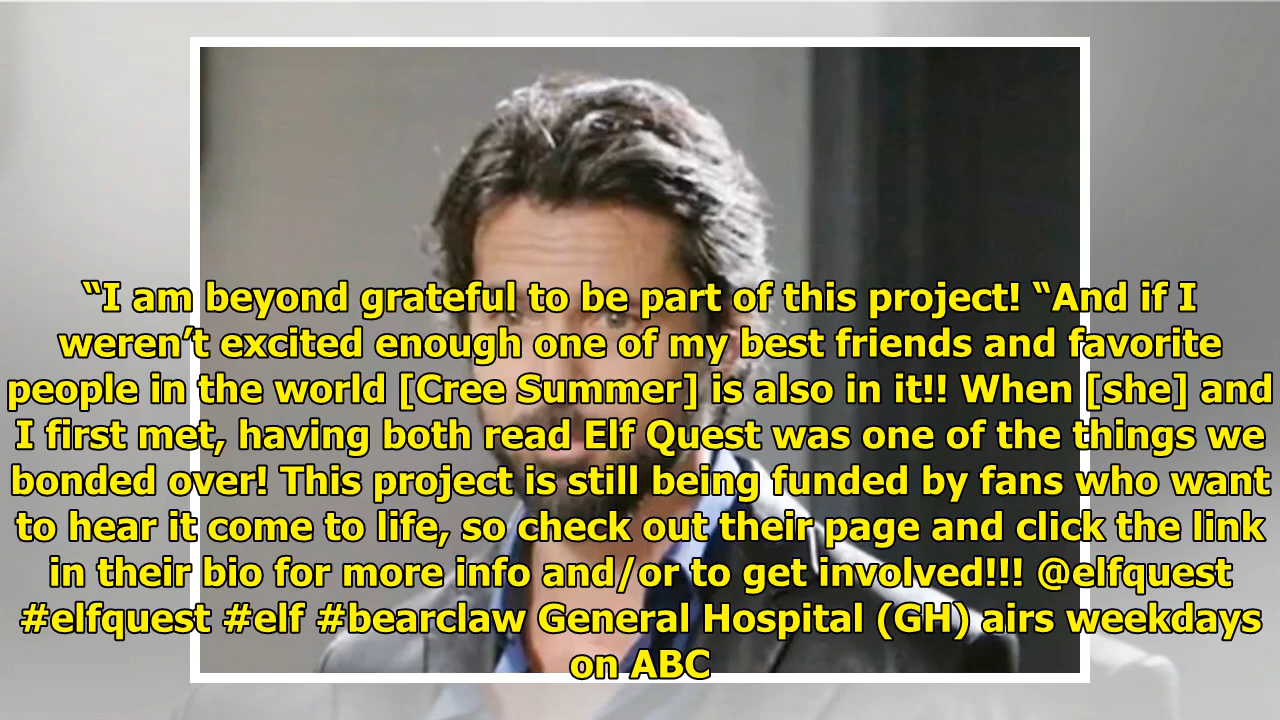 “I am beyond grateful to be part of this project! “And if I
weren’t excited enough one of my best friends and favorite
people in the world [Cree Summer] is also in it!! When [she] and
I first met, having both read Elf Quest was one of the things we
bonded over! This project is still being funded by fans who want
to hear it come to life, so check out their page and click the link
in their bio for more info and/or to get involved!!! @elfquest
#elfquest #elf #bearclaw General Hospital (GH) airs weekdays
on ABC